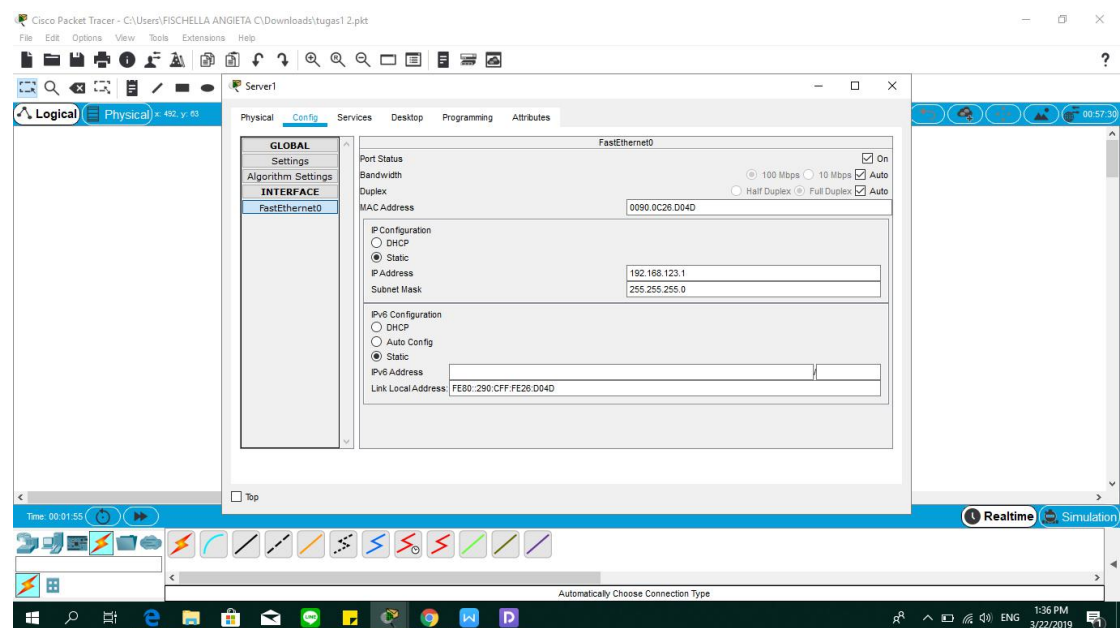 Cisco Packet Tracer - C:\Users\FISCHELLA ANGIETA C\Downloads\tugas1 2.pkt
File Edit Options View Tools Extensions Help
?
Server1
Logical Physical x: 492, y: 63
00:57:30
Physical Config Services Desktop Programming Attributes
GLOBAL
Settings
Algorithm Settings
INTERFACE
FastEthernet0
FastEthernet0
Port Status On
Bandwidth 100 Mbps 10 Mbps Auto
Duplex Half Duplex Full Duplex Auto
MAC Address 0090.0C26.D04D
IP Configuration
DHCP
Static
IP Address 192.168.123.1
Subnet Mask 255.255.255.0
IPv6 Configuration
DHCP
Auto Config
Static
IPv6 Address /
Link Local Address: FE80::290:CFF:FE26:D04D
Top
Time: 00:01:55
Realtime Simulation
Automatically Choose Connection Type
ENG 1:36 PM
3/22/2019